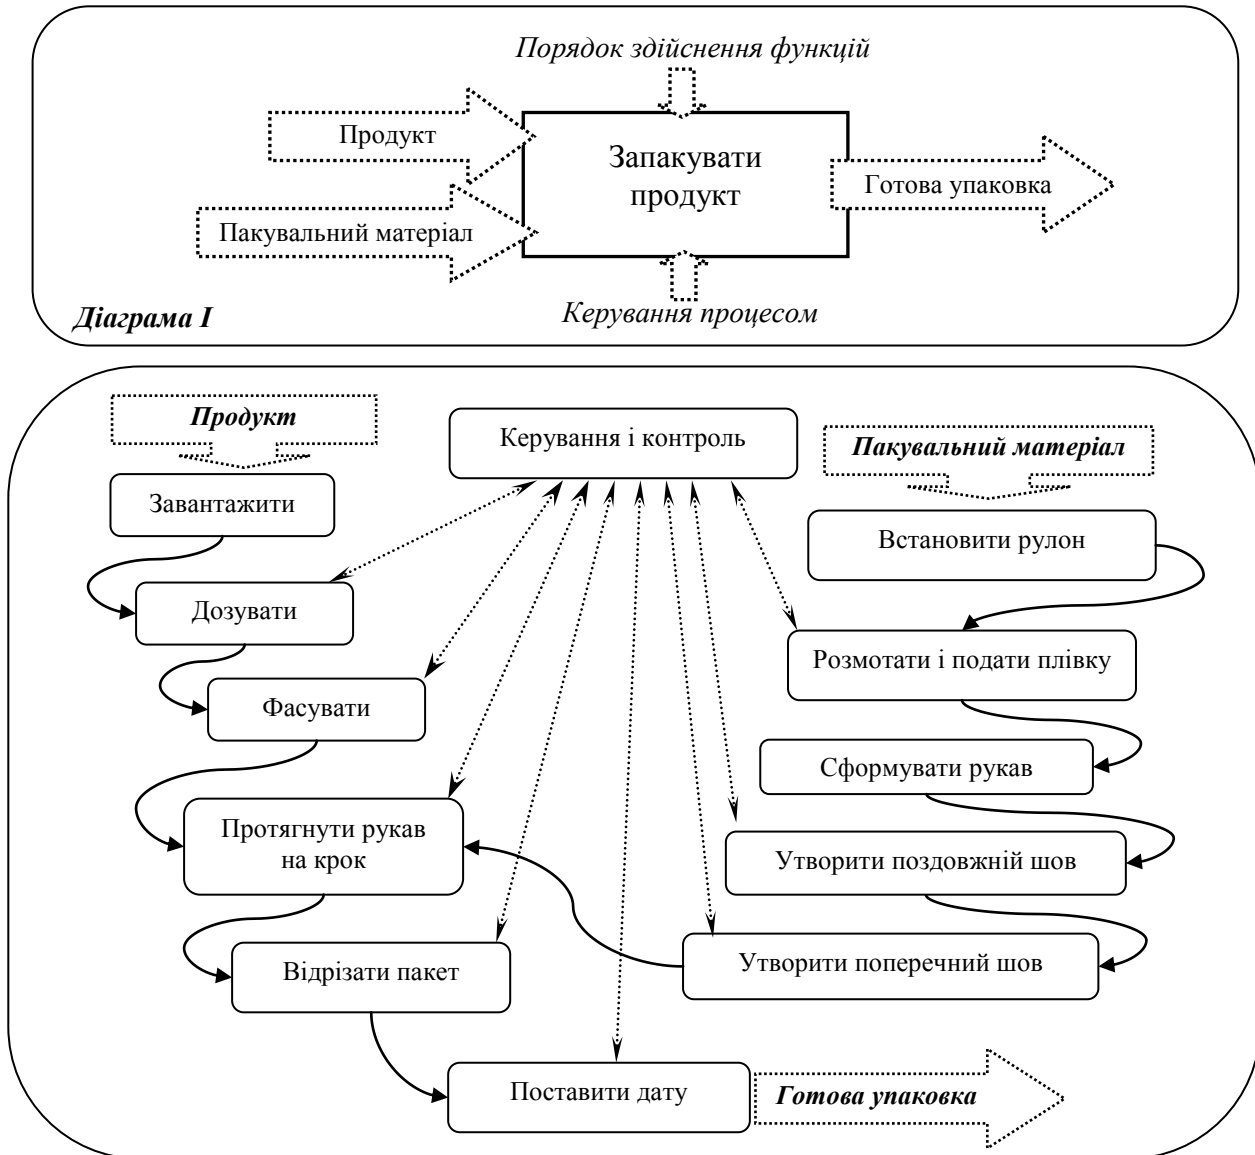 Порядок здійснення функцій
Продукт
Запакувати
продукт
Готова упаковка
Пакувальний матеріал
Керування процесом
Діаграма І
Продукт
Керування і контроль
Пакувальний матеріал
Завантажити
Встановити рулон
Дозувати
Розмотати і подати плівку
Фасувати
Сформувати рукав
Протягнути рукав
на крок
Утворити поздовжній шов
Відрізати пакет
Утворити поперечний шов
Поставити дату
Готова упаковка